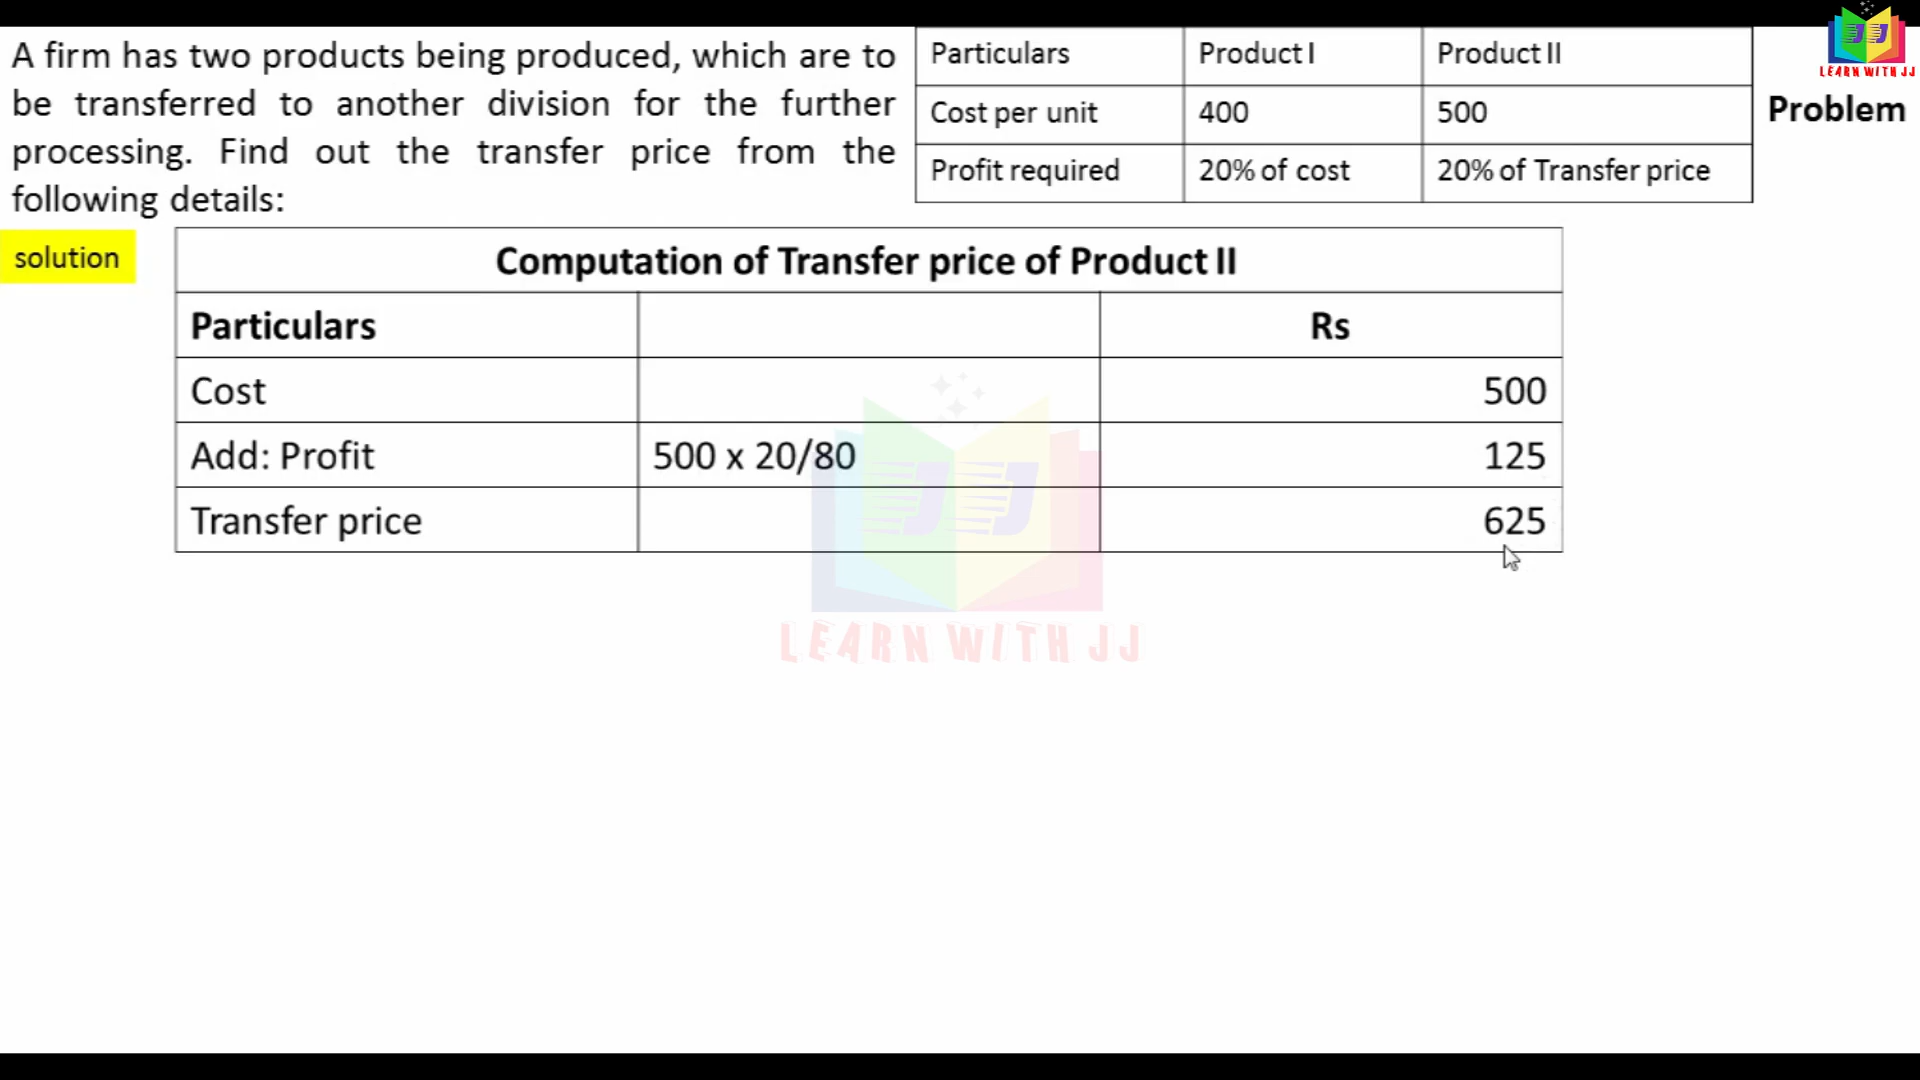 A firm has two products being produced, which are to
be transferred to another division for the further
processing. Find out the transfer price from the
following details:
Particulars Product I Product II
Cost per unit 400 500
Profit required 20% of cost 20% of Transfer price
JJ
LEARN WITH JJ
Problem
solution
Computation of Transfer price of Product II
Particulars Rs
Cost 500
Add: Profit 500 x 20/80 125
Transfer price 625
JJ
LEARN WITH JJ